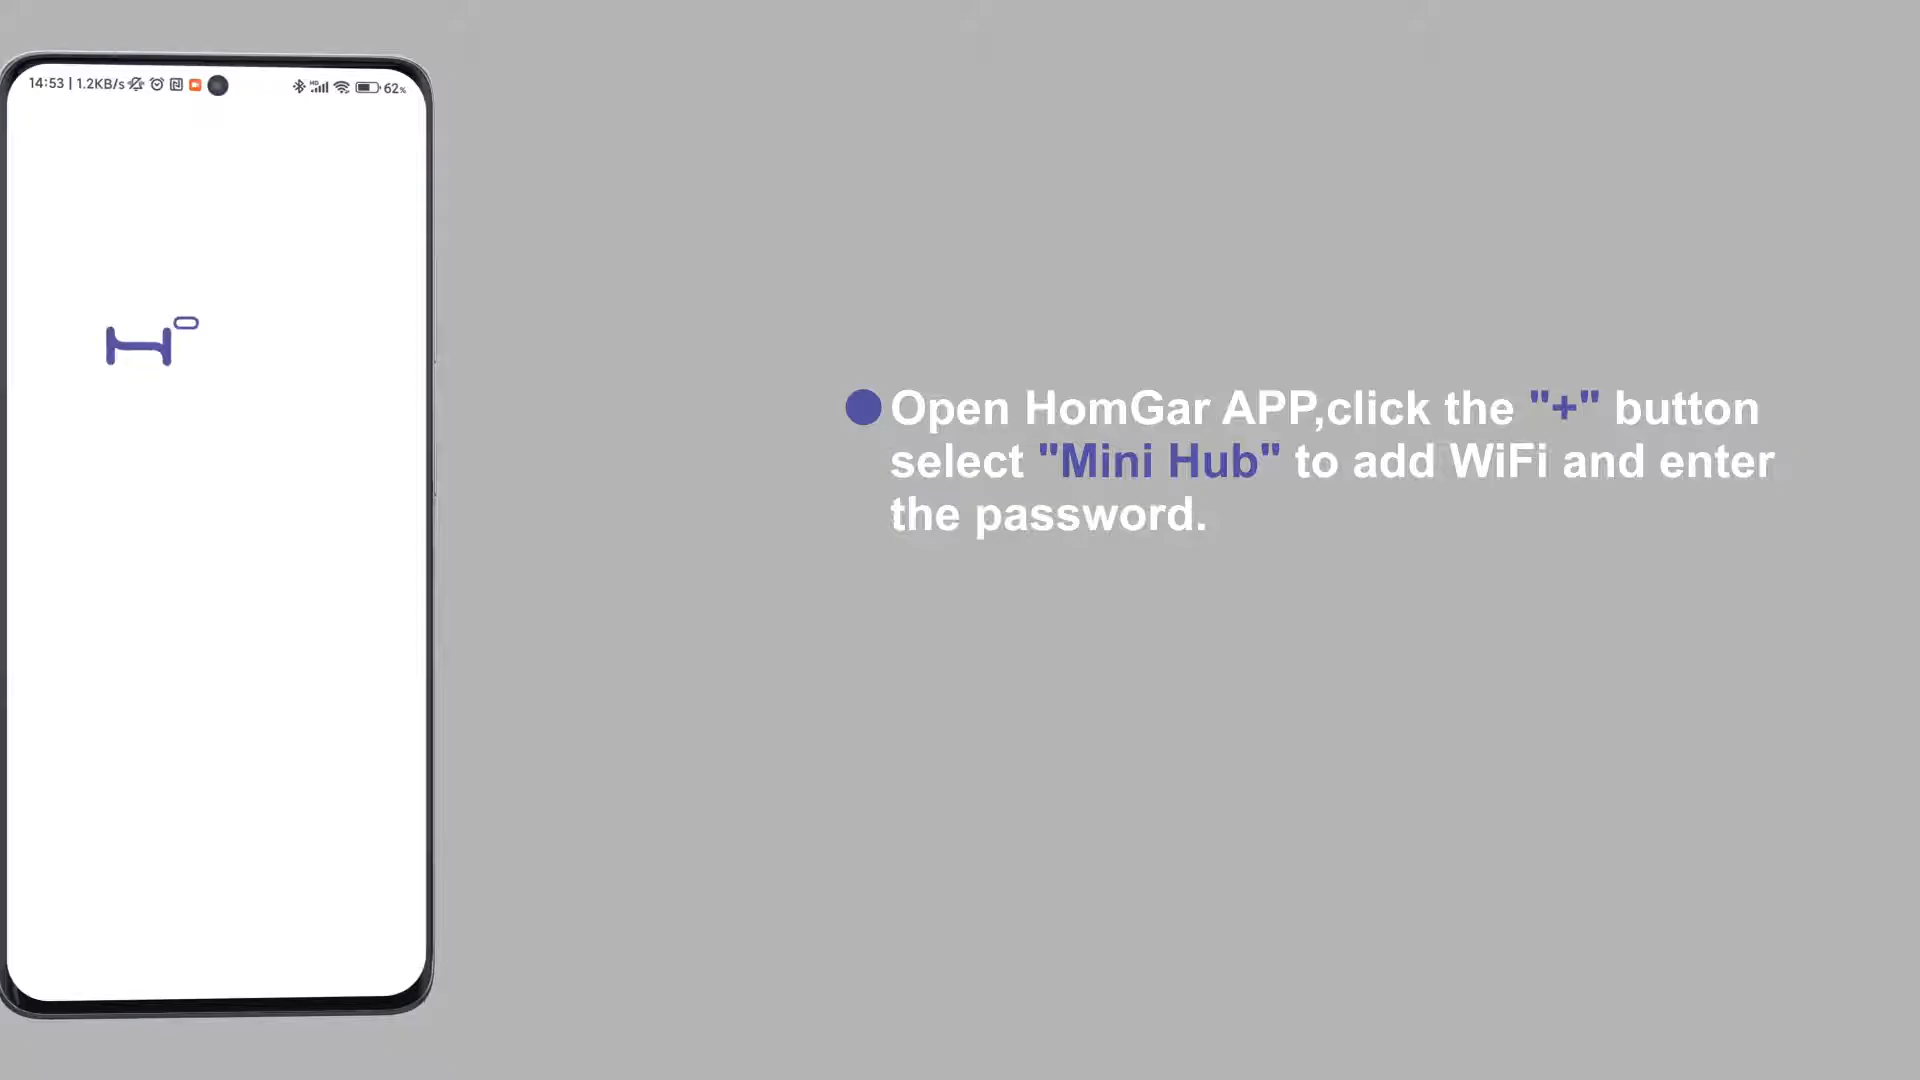 14:53 | 1.2KB/s 62%
Open HomGar APP,click the "+" button
select "Mini Hub" to add WiFi and enter
the password.